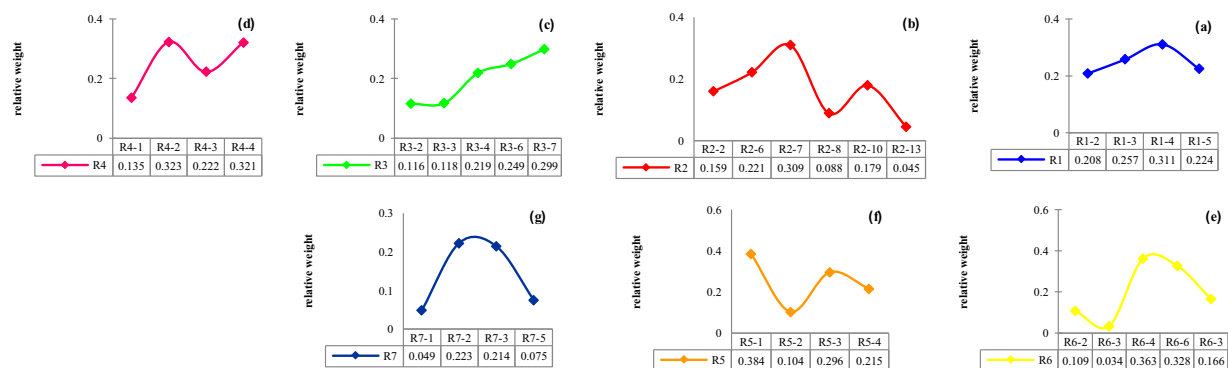 (d)
relative weight
0.4
0.2
0
R4-1 R4-2 R4-3 R4-4
R4 0.135 0.323 0.222 0.321
(c)
relative weight
0.4
0.2
0
R3-2 R3-3 R3-4 R3-6 R3-7
R3 0.116 0.118 0.219 0.249 0.299
(b)
relative weight
0.4
0.2
0
R2-2 R2-6 R2-7 R2-8 R2-10 R2-13
R2 0.159 0.221 0.309 0.088 0.179 0.045
(a)
relative weight
0.4
0.2
0
R1-2 R1-3 R1-4 R1-5
R1 0.208 0.257 0.311 0.224
(g)
relative weight
0.3
0.2
0.1
0
R7-1 R7-2 R7-3 R7-5
R7 0.049 0.223 0.214 0.075
(f)
relative weight
0.6
0.4
0.2
0
R5-1 R5-2 R5-3 R5-4
R5 0.384 0.104 0.296 0.215
(e)
relative weight
0.6
0.4
0.2
0
R6-2 R6-3 R6-4 R6-6 R6-3
R6 0.109 0.034 0.363 0.328 0.166